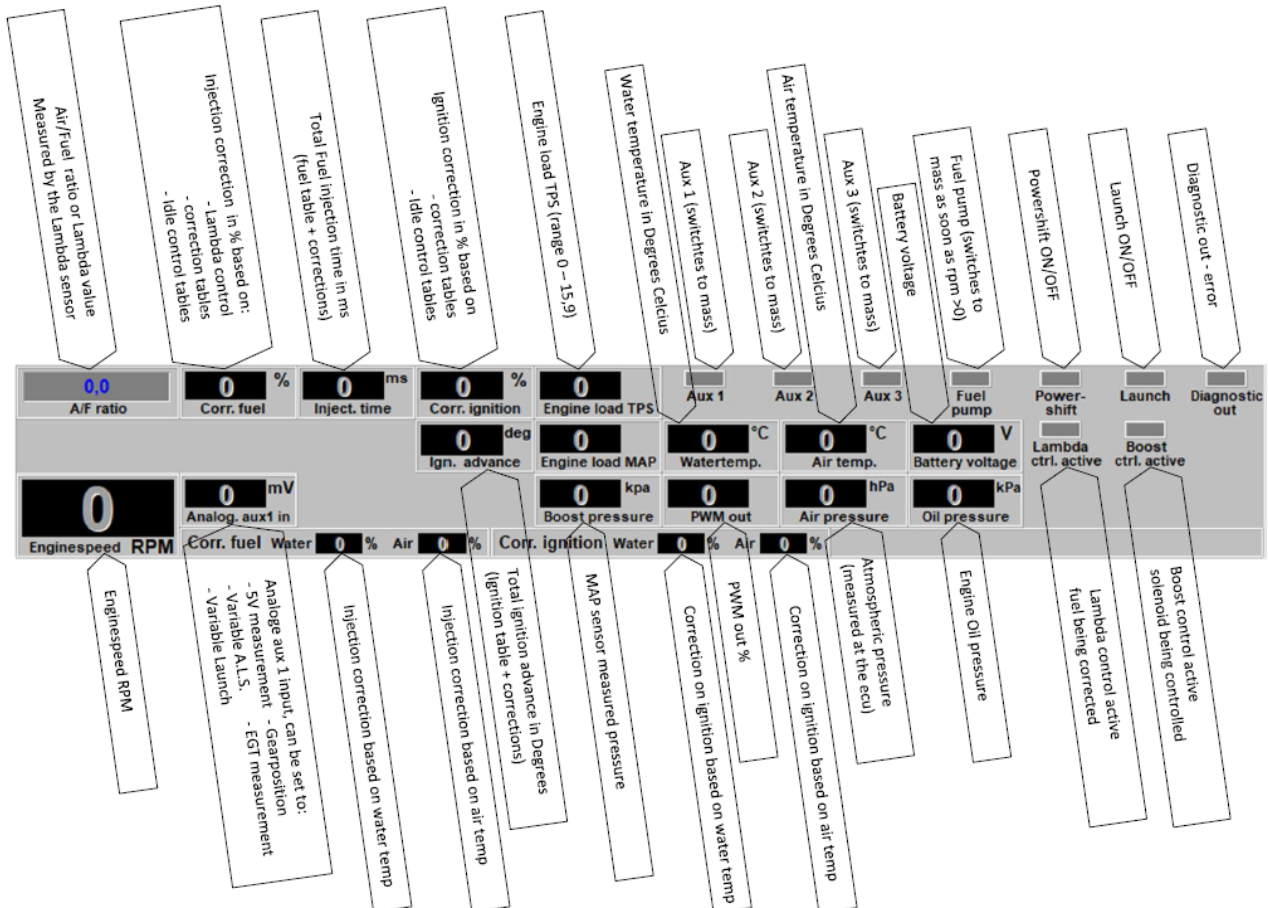 Air/Fuel ratio or Lambda value
Measured by the Lambda sensor
Injection correction in % based on:
- Lambda control
- correction tables
- Idle control tables
Total Fuel injection time in ms
(fuel table + corrections)
Ignition correction in % based on
- correction tables
- Idle control tables
Engine load TPS (range 0 – 15,9)
Water temperature in Degrees Celcius
Aux 1 (switchtes to mass)
Aux 2 (switchtes to mass)
Air temperature in Degrees Celcius
Aux 3 (switchtes to mass)
Battery voltage
Fuel pump (switches to
mass as soon as rpm >0)
Powershift ON/OFF
Launch ON/OFF
Diagnostic out - error
0,0
A/F ratio
0 %
Corr. fuel
0 ms
Inject. time
0 %
Corr. ignition
0
Engine load TPS
Aux 1
Aux 2
Aux 3
Fuel
pump
Power-
shift
Launch
Diagnostic
out
0 deg
Ign. advance
0
Engine load MAP
0 °C
Watertemp.
0 °C
Air temp.
0 V
Battery voltage
Lambda
ctrl. active
Boost
ctrl. active
0
Enginespeed RPM
0 mV
Analog. aux1 in
0 kpa
Boost pressure
0
PWM out
0 hPa
Air pressure
0 kPa
Oil pressure
Corr. fuel Water 0 % Air 0 %
Corr. ignition Water 0 % Air 0 %
Enginespeed RPM
Analoge aux 1 input, can be set to:
- 5V measurement - Gearposition
- Variable A.L.S. - EGT measurement
- Variable Launch
Injection correction based on water temp
Injection correction based on air temp
Total ignition advance in Degrees
(Ignition table + corrections)
MAP sensor measured pressure
Correction on ignition based on water temp
PWM out %
Correction on ignition based on air temp
Atmospheric pressure
(measured at the ecu)
Engine Oil pressure
Lambda control active
fuel being corrected
Boost control active
solenoid being controlled